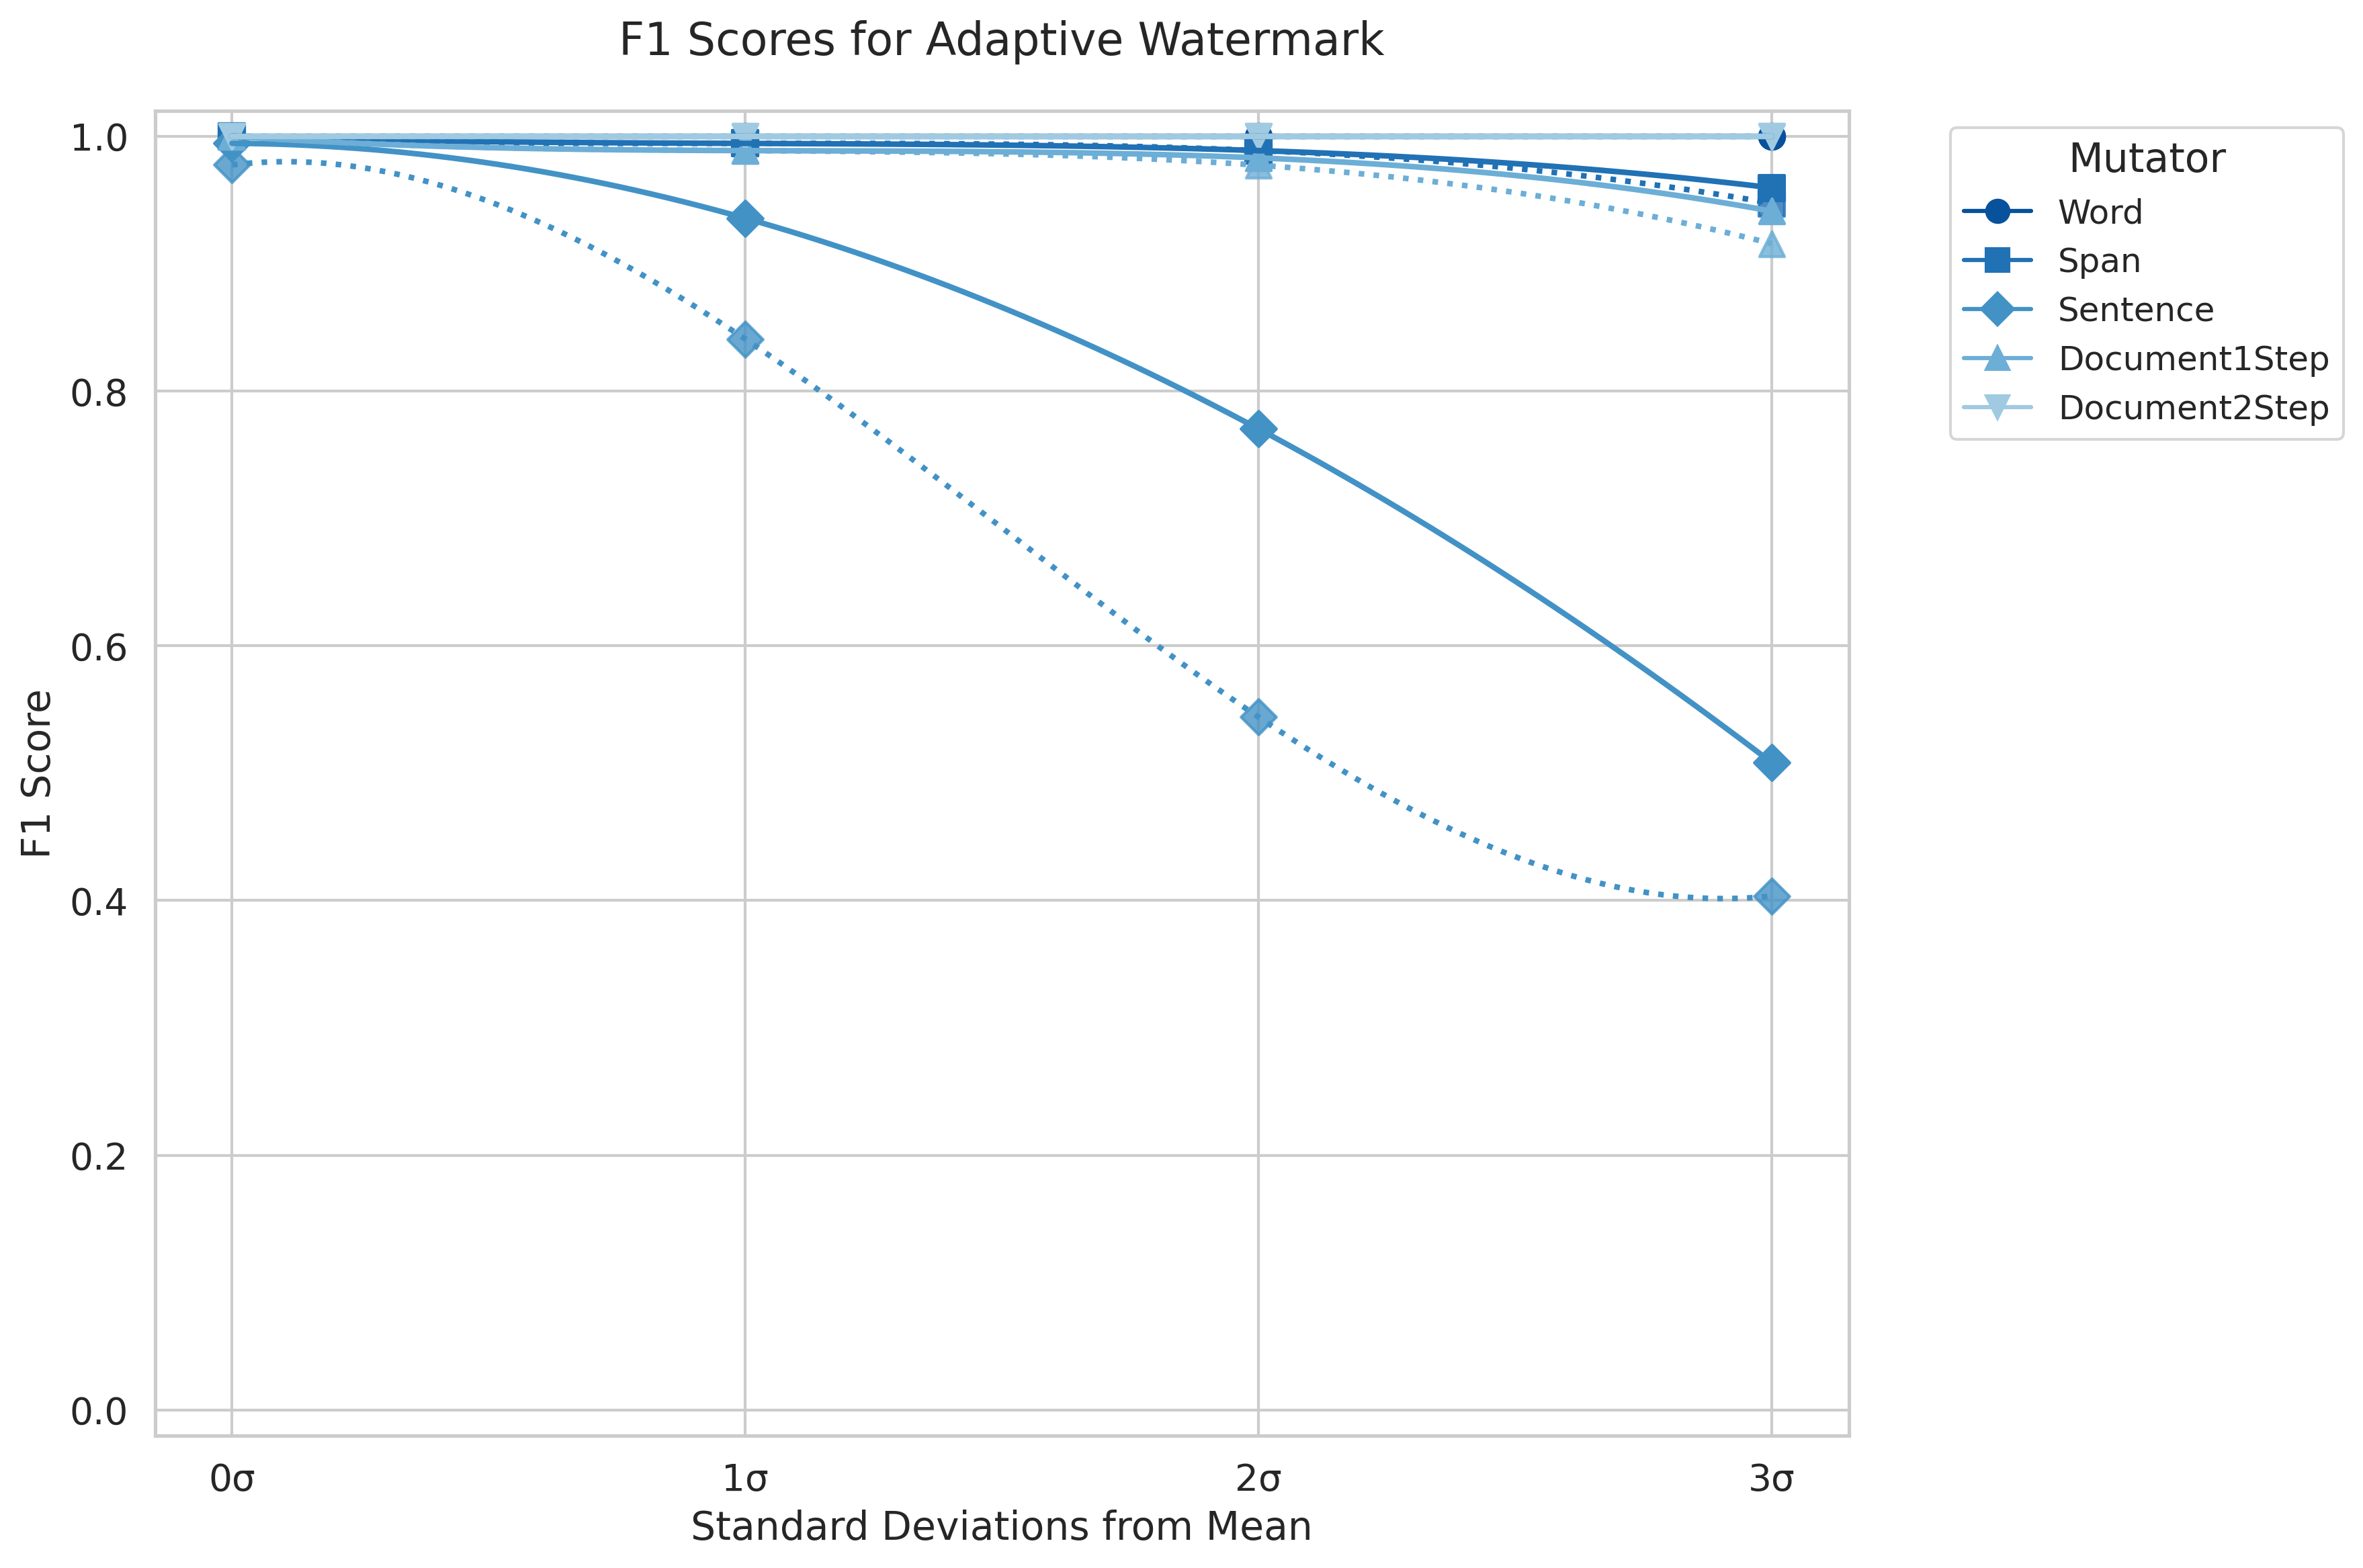 F1 Scores for Adaptive Watermark
1.0
0.8
0.6
0.4
0.2
0.0
F1 Score
0σ
1σ
2σ
3σ
Standard Deviations from Mean
Mutator
Word
Span
Sentence
Document1Step
Document2Step